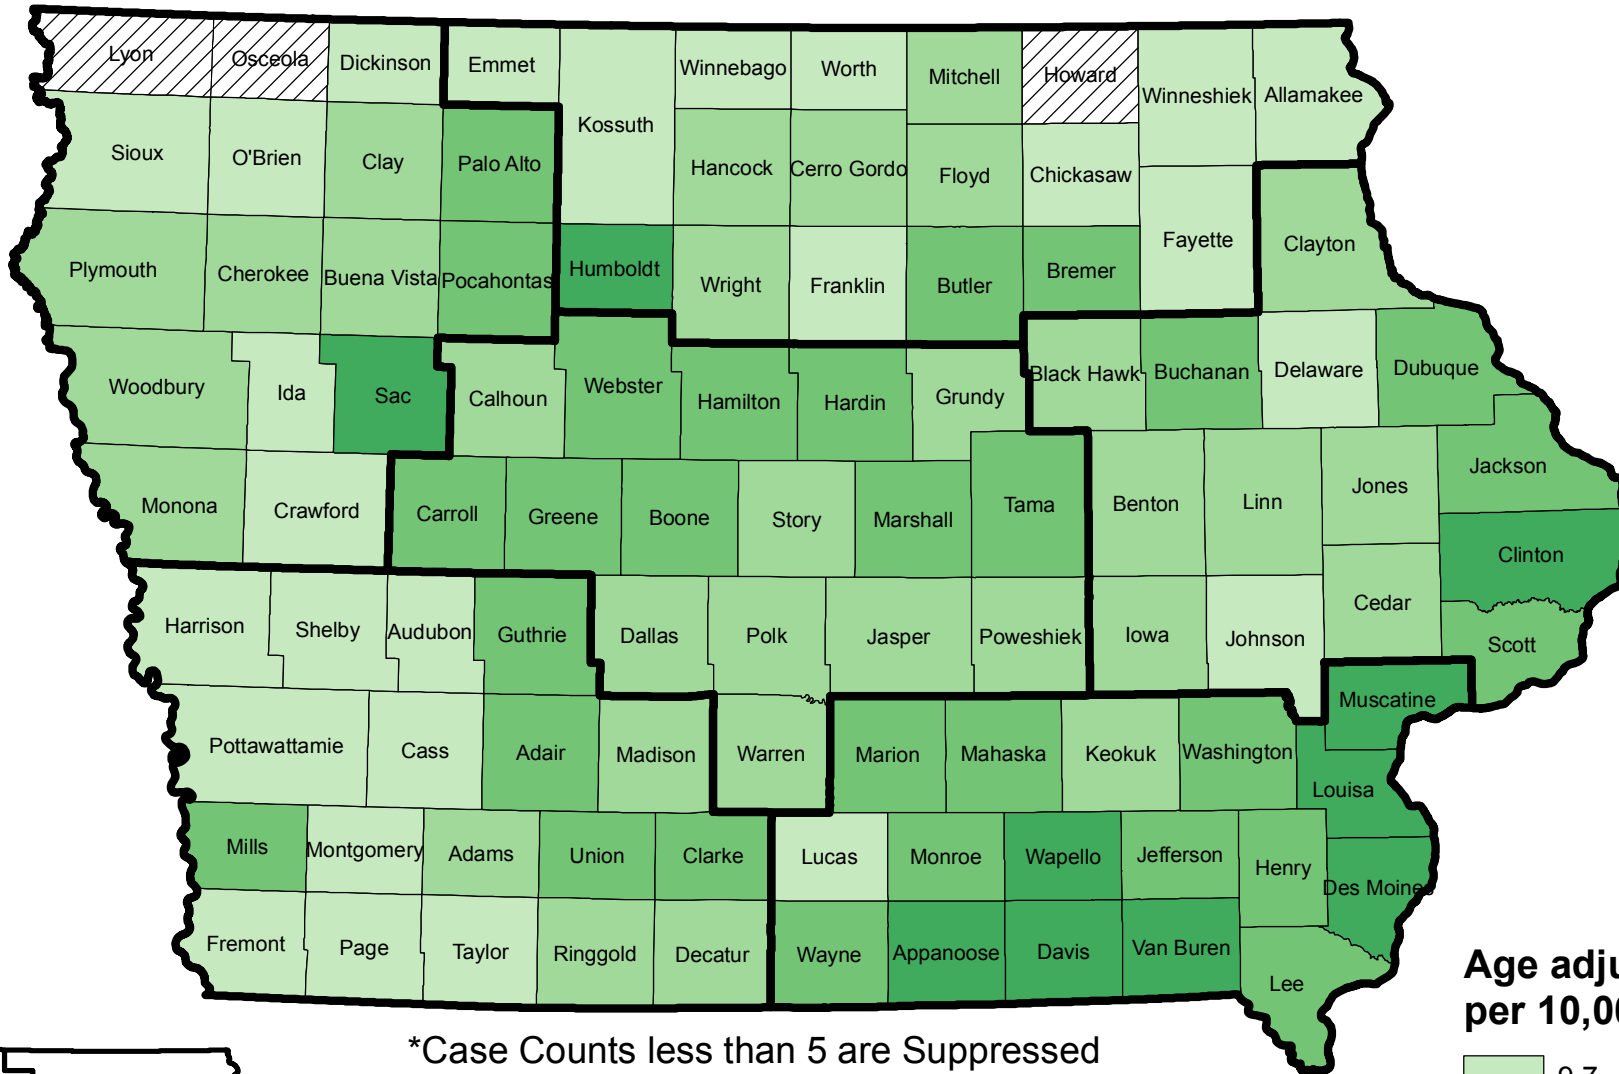 Lyon
Osceola
Dickinson
Emmet
Kossuth
Winnebago
Worth
Mitchell
Howard
Winneshiek
Allamakee
Sioux
O'Brien
Clay
Palo Alto
Hancock
Cerro Gordo
Floyd
Chickasaw
Fayette
Clayton
Plymouth
Cherokee
Buena Vista
Pocahontas
Humboldt
Wright
Franklin
Butler
Bremer
Woodbury
Ida
Sac
Calhoun
Webster
Hamilton
Hardin
Grundy
Black Hawk
Buchanan
Delaware
Dubuque
Monona
Crawford
Carroll
Greene
Boone
Story
Marshall
Tama
Benton
Linn
Jones
Jackson
Clinton
Harrison
Shelby
Audubon
Guthrie
Dallas
Polk
Jasper
Poweshiek
Iowa
Johnson
Cedar
Scott
Muscatine
Pottawattamie
Cass
Adair
Madison
Warren
Marion
Mahaska
Keokuk
Washington
Louisa
Mills
Montgomery
Adams
Union
Clarke
Lucas
Monroe
Wapello
Jefferson
Henry
Des Moines
Fremont
Page
Taylor
Ringgold
Decatur
Wayne
Appanoose
Davis
Van Buren
Lee
Age adju
per 10,00
*Case Counts less than 5 are Suppressed